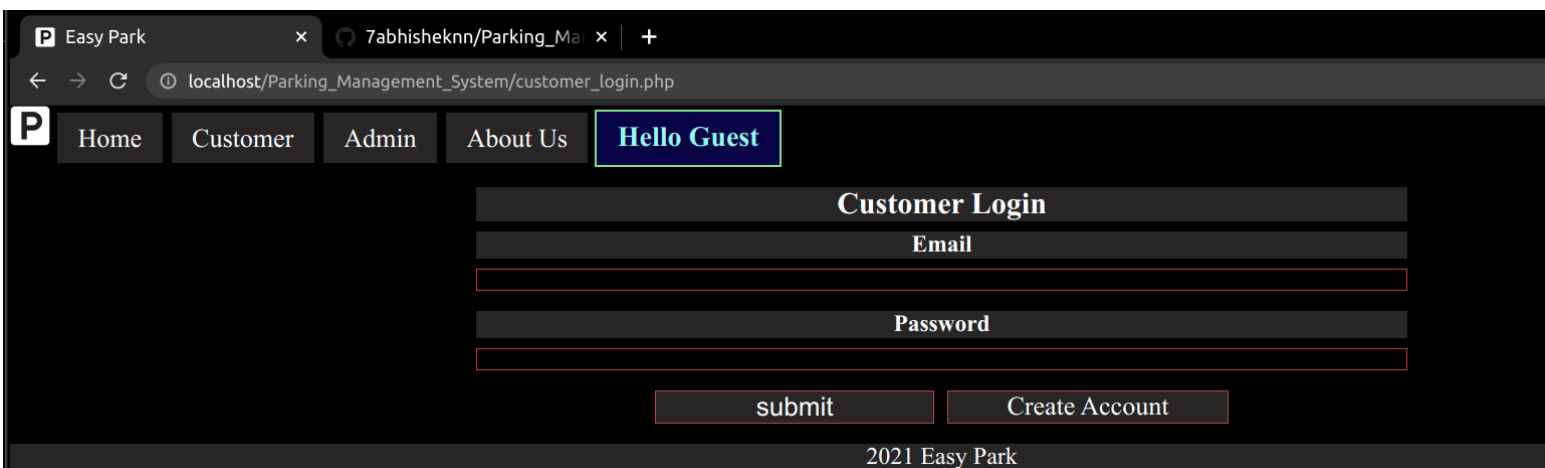 P Easy Park × 7abhisheknn/Parking_Ma × +
localhost/Parking_Management_System/customer_login.php
P Home Customer Admin About Us Hello Guest
Customer Login
Email
Password
submit Create Account
2021 Easy Park